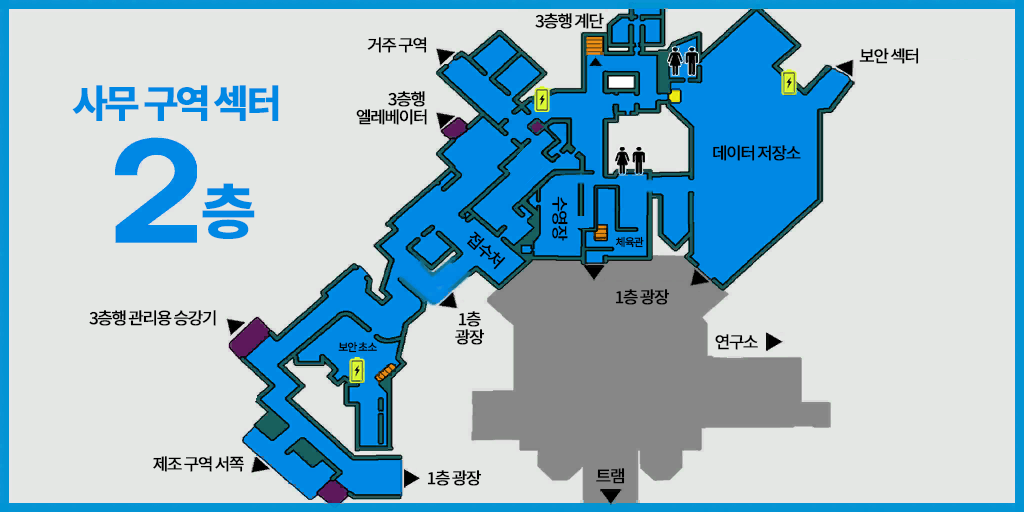 3층행 계단
거주 구역
보안 섹터
3층행
엘레베이터
사무 구역 섹터
2층
데이터 저장소
수영장
접수처
체육관
1층 광장
3층행 관리용 승강기
1층
광장
연구소
보안 초소
제조 구역 서쪽
1층 광장
트램